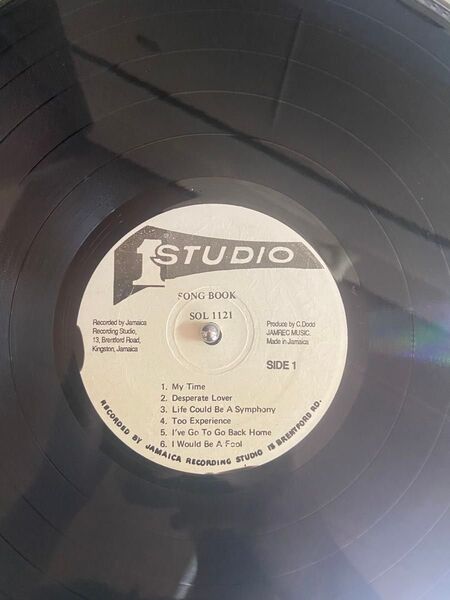 1 STUDIO
SONG BOOK
SOL 1121
Recorded by Jamaica
Recording Studio,
13, Brentford Road,
Kingston, Jamaica
Produce by C.Dodd
JAMREC MUSIC
Made in Jamaica
SIDE 1
1. My Time
2. Desperate Lover
3. Life Could Be A Symphony
4. Too Experience
5. I've Go To Go Back Home
6. I Would Be A Fool
RECORDED BY JAMAICA RECORDING STUDIO 13 BRENTFORD RD.